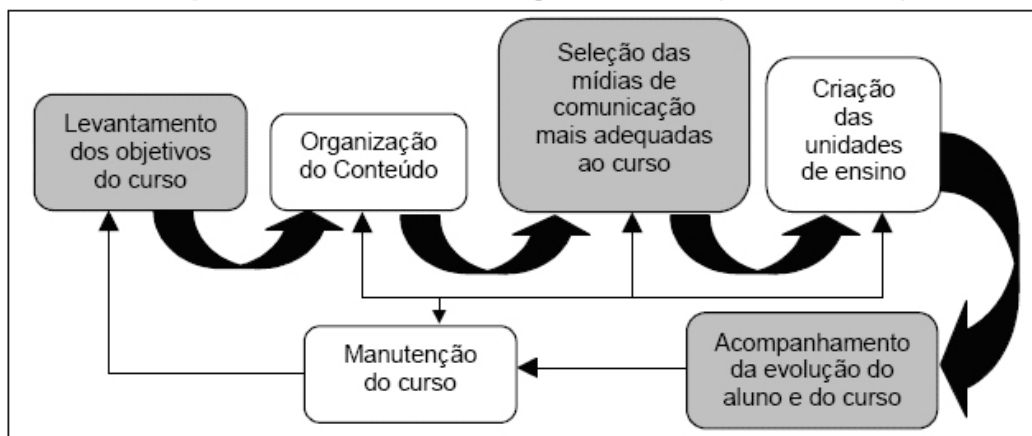 Levantamento
dos objetivos
do curso
Organização
do Conteúdo
Seleção das
mídias de
comunicação
mais adequadas
ao curso
Criação
das
unidades
de ensino
Acompanhamento
da evolução do
aluno e do curso
Manutenção
do curso